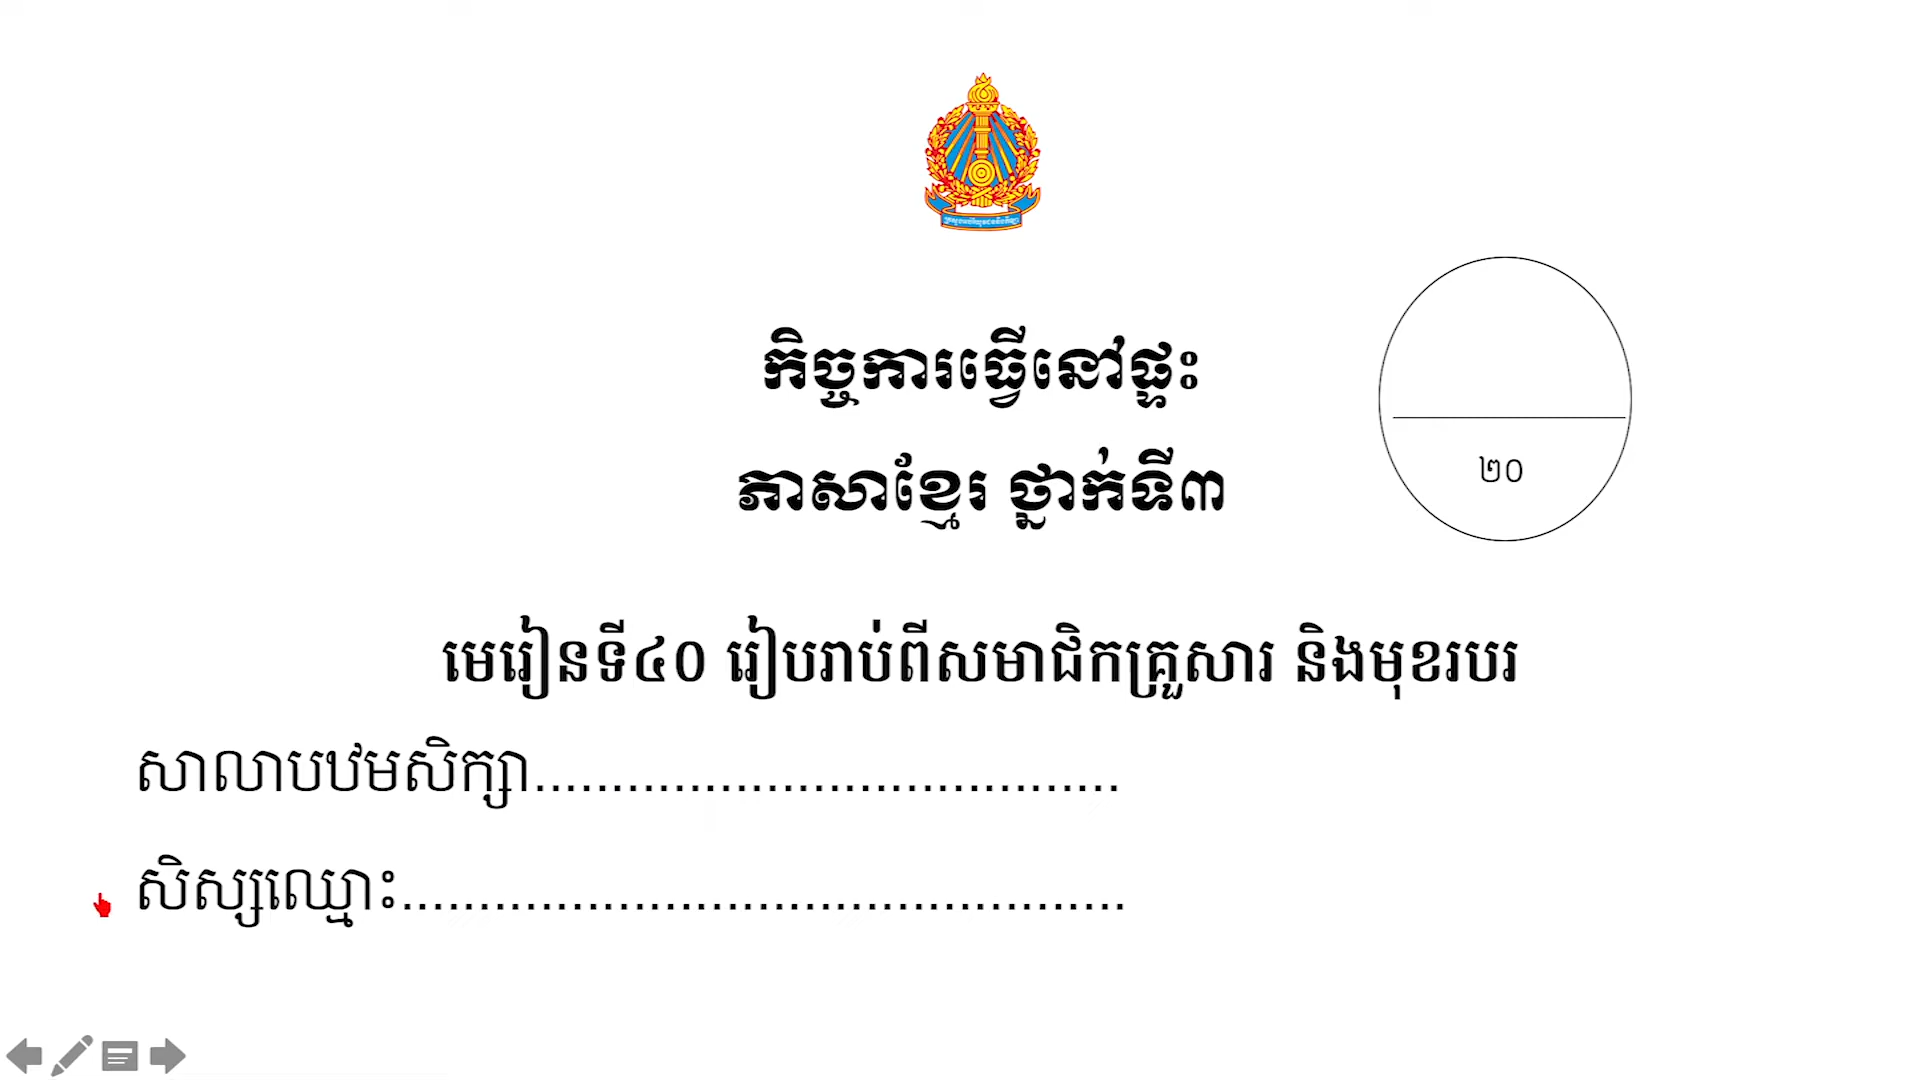 កិច្ចការធ្វើនៅផ្ទះ
ភាសាខ្មែរ ថ្នាក់ទី៣
២០
មេរៀនទី៤០ រៀបរាប់ពីសមាជិកគ្រួសារ និងមុខរបរ
សាលាបឋមសិក្សា......................................
សិស្សឈ្មោះ...............................................